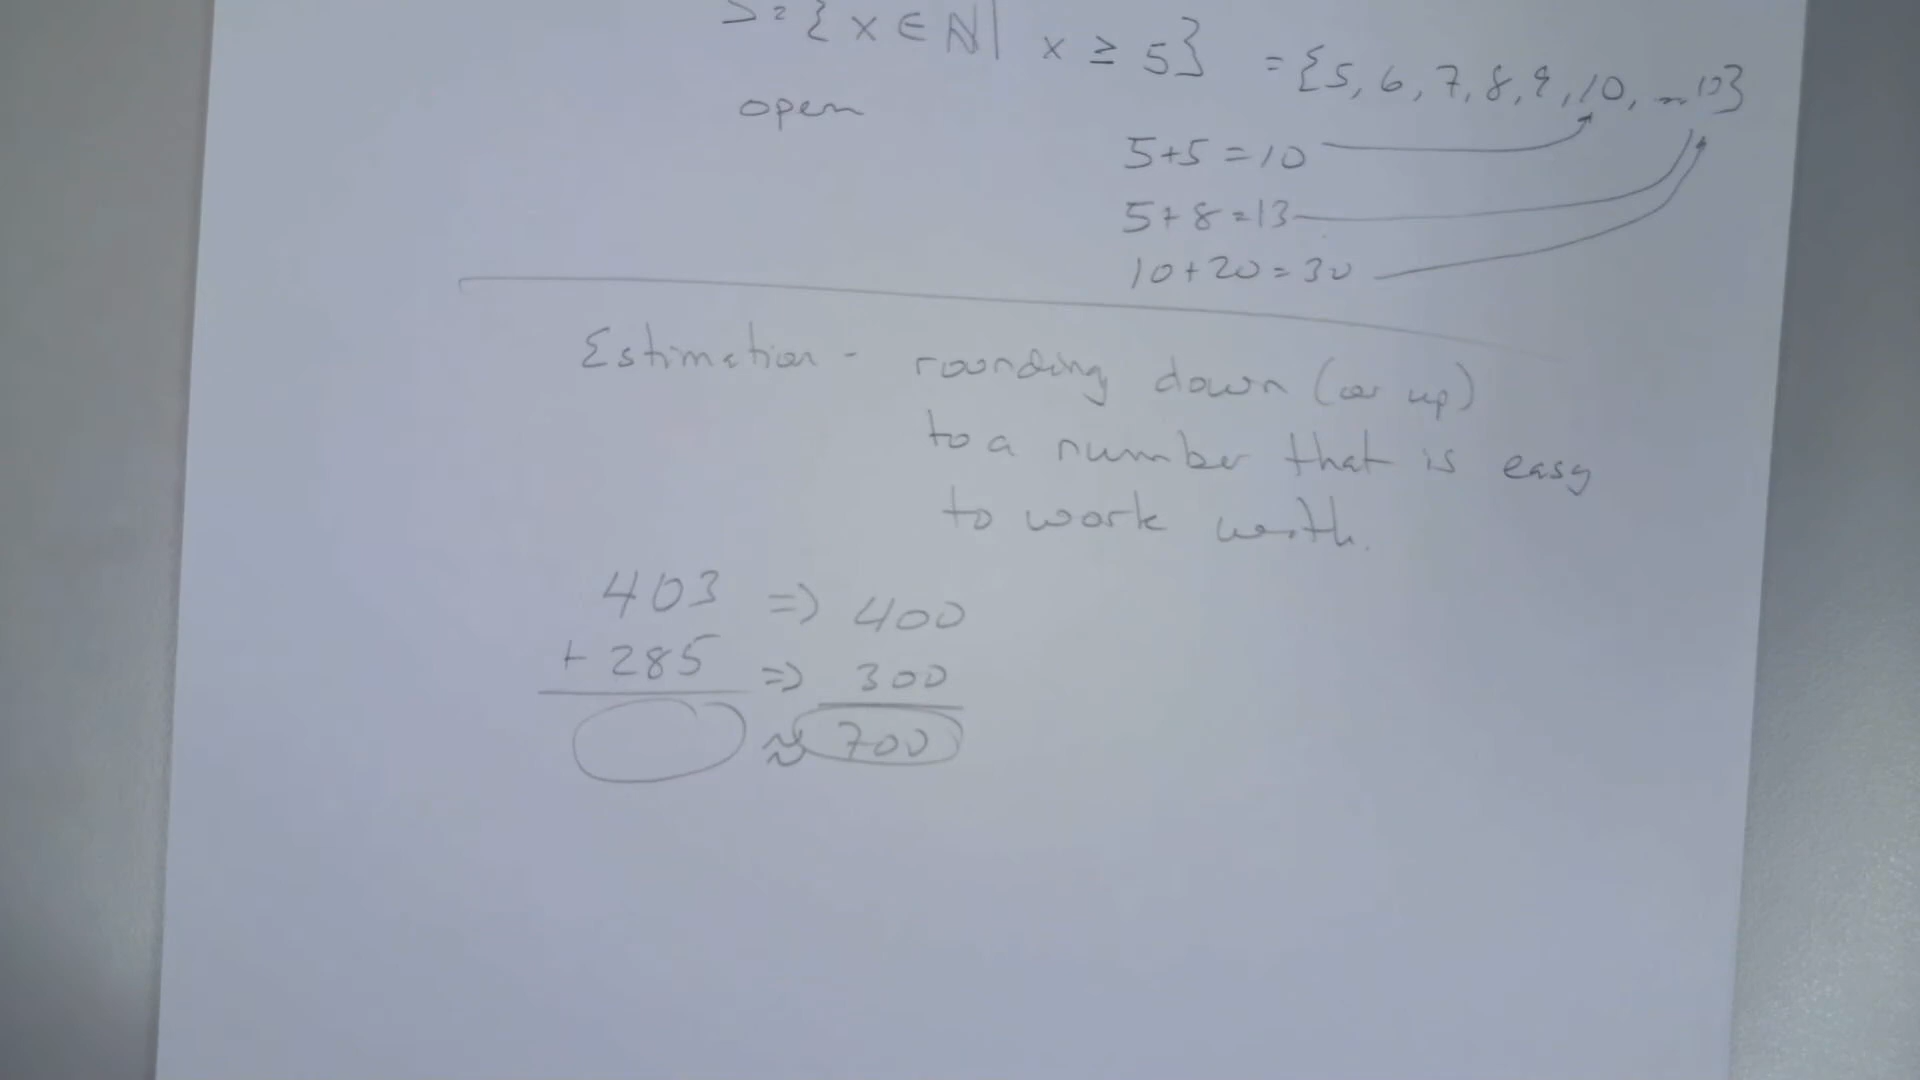 S = { x ∈ ℕ | x ≥ 5} = {5, 6, 7, 8, 9, 10, ... }
open
5+5 = 10
5+8=13
10+20=30
Estimation - rounding down (or up)
to a number that is easy
to work with.
403 => 400
+ 285 => 300
≈ 700